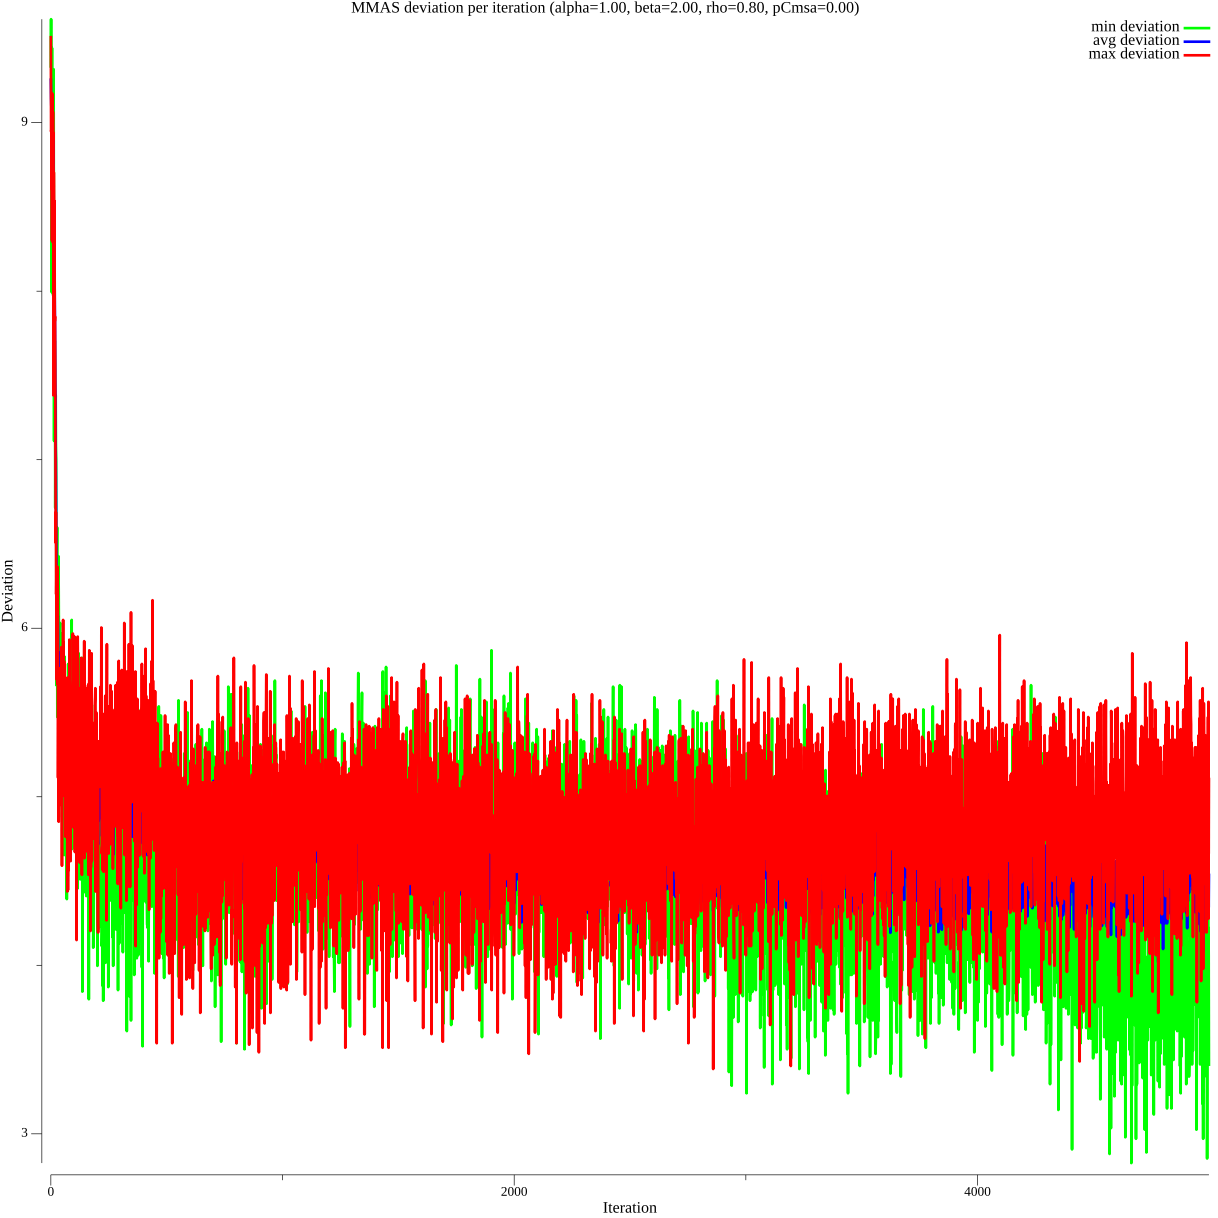 MMAS deviation per iteration (alpha=1.00, beta=2.00, rho=0.80, pCmsa=0.00)
min deviation
avg deviation
max deviation
9
6
3
Deviation
0
2000
4000
Iteration